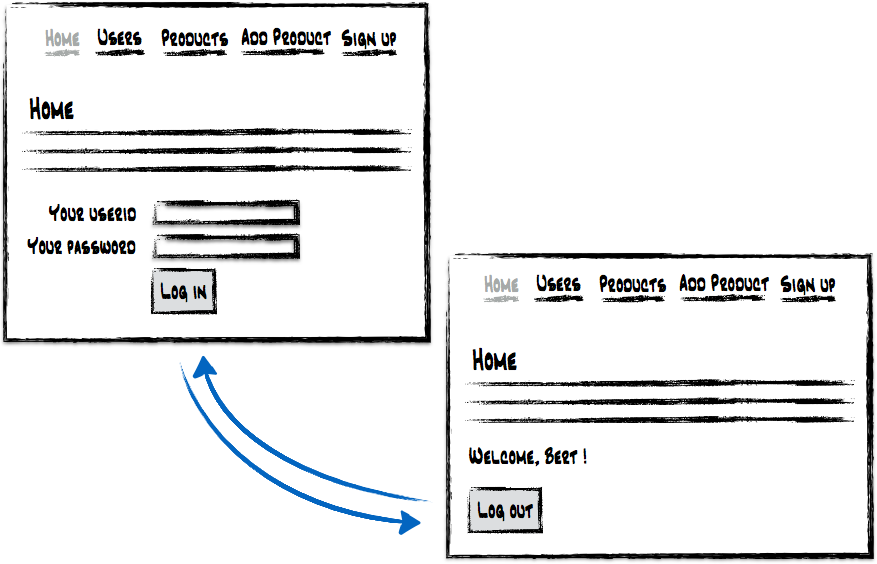 Home Users Products Add Product Sign up
Home
Your userid
Your password
Log in
Home Users Products Add Product Sign up
Home
Welcome, Bert !
Log out